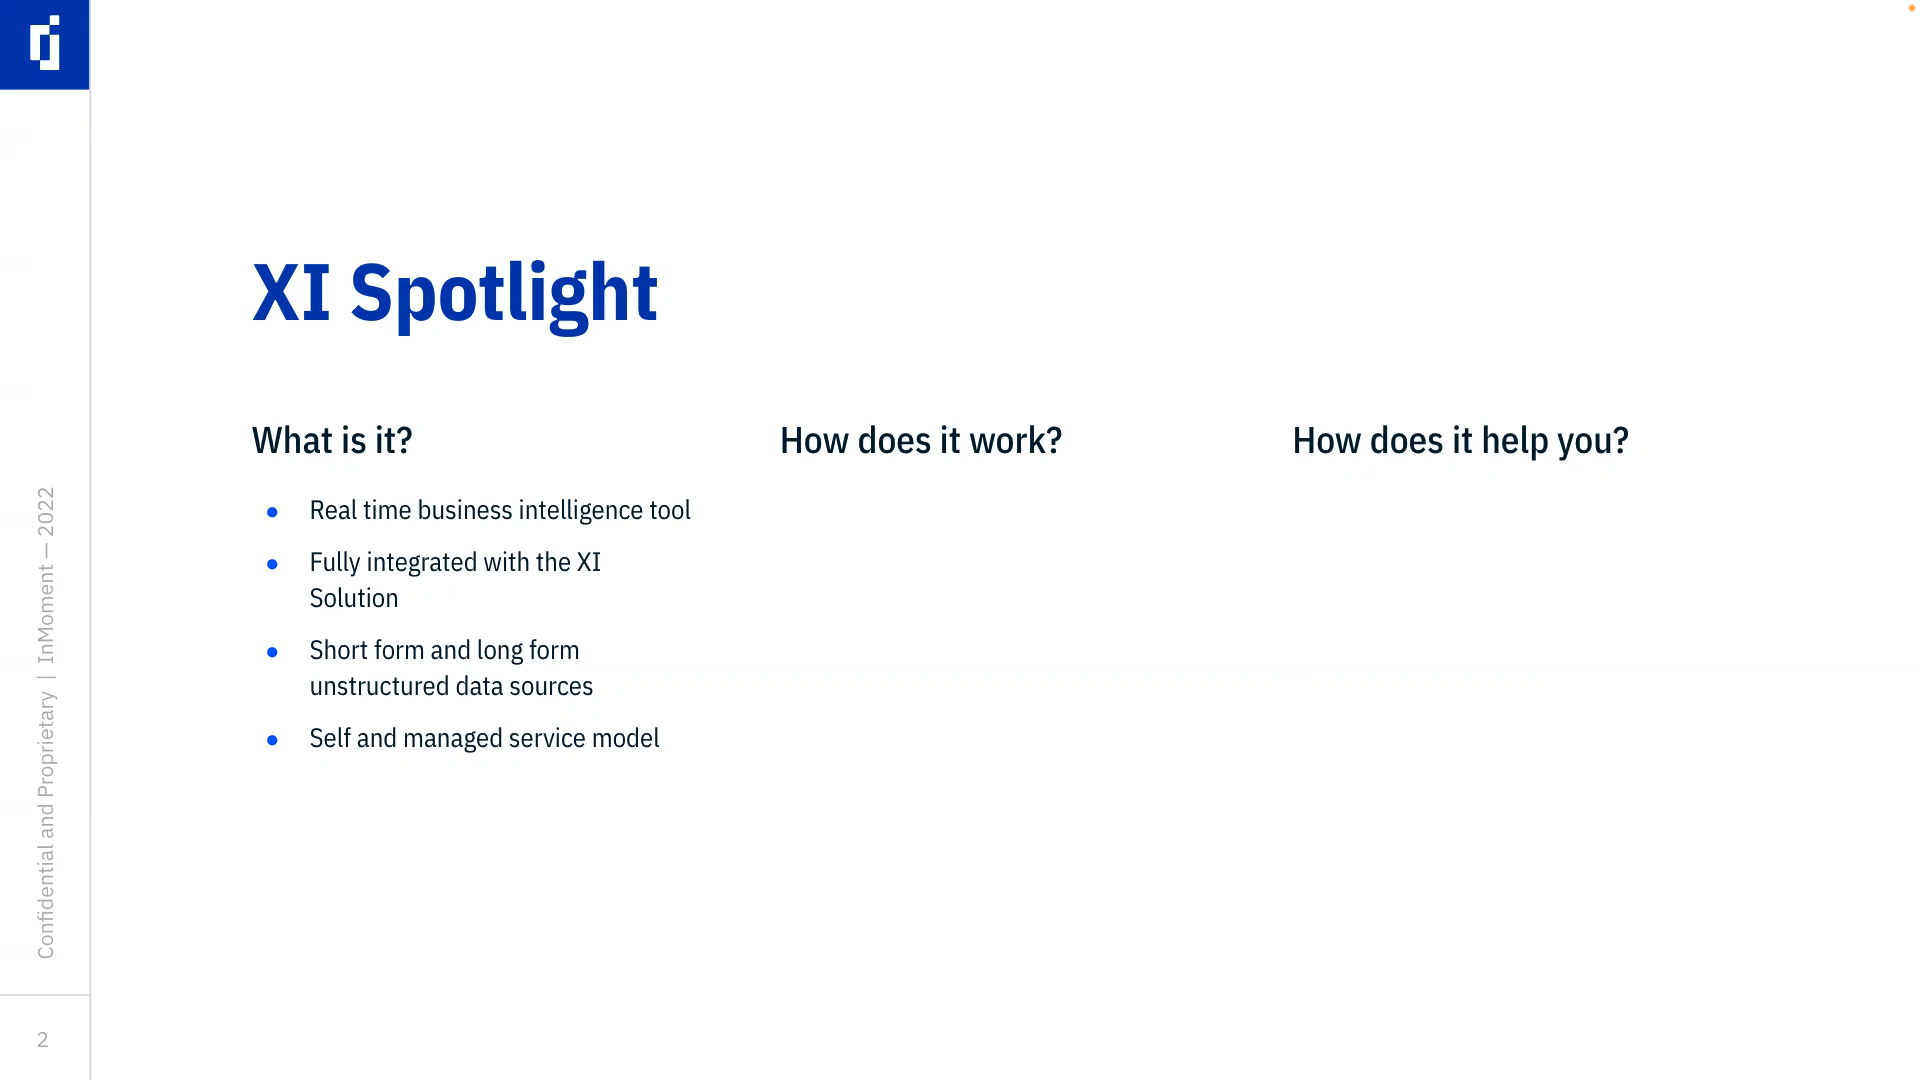 XI Spotlight
What is it?
Real time business intelligence tool
Fully integrated with the XI
Solution
Short form and long form
unstructured data sources
Self and managed service model
How does it work?
How does it help you?
Confidential and Proprietary | InMoment — 2022
2